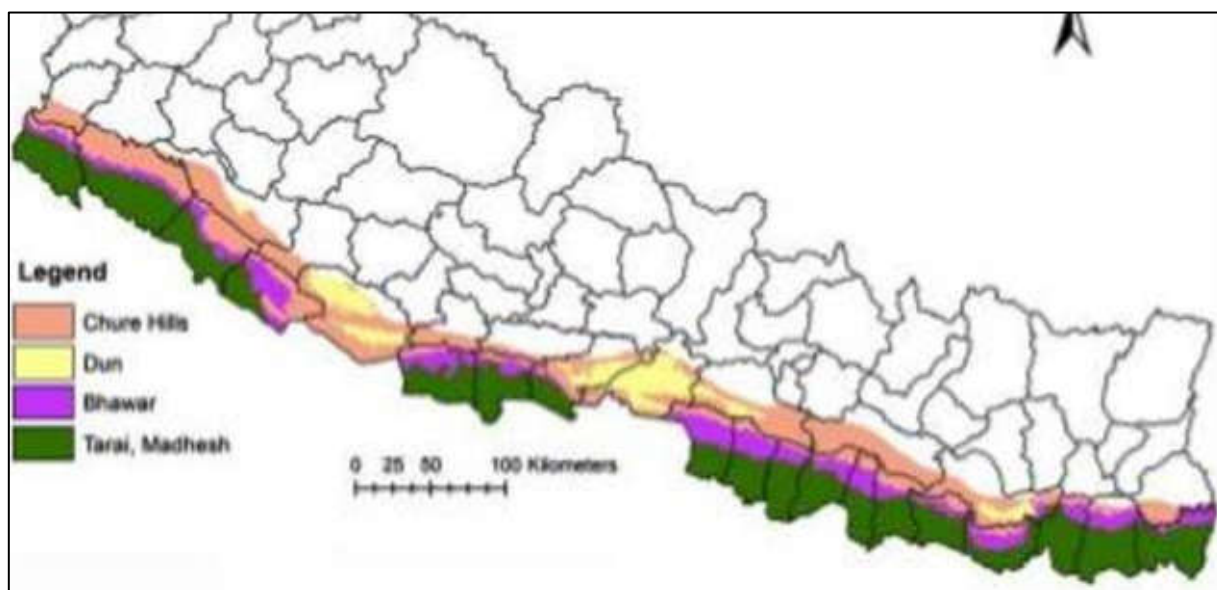 Legend
Chure Hills
Dun
Bhawar
Tarai, Madhesh
0 25 50 100 Kilometers